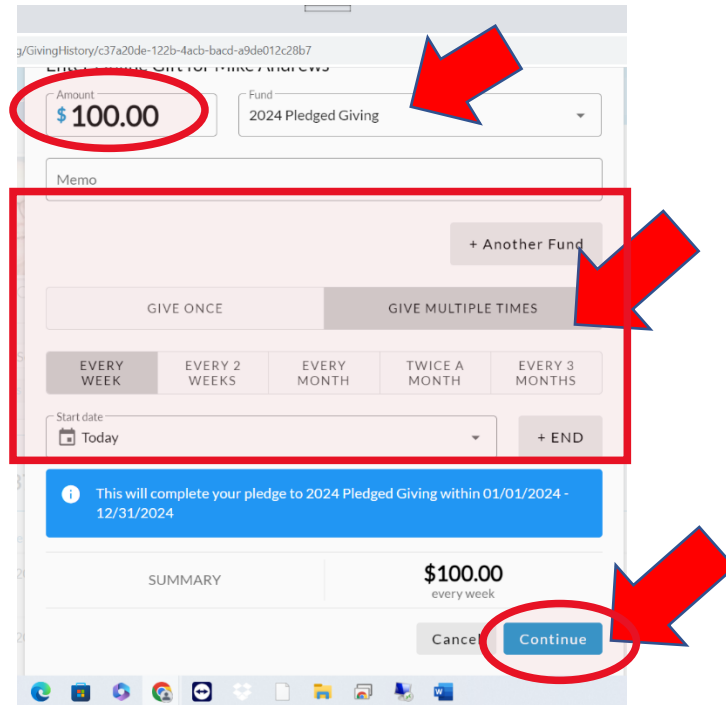 g/GivingHistory/c37a20de-122b-4acb-bacd-a9de012c28b7
Amount
$ 100.00
Fund
2024 Pledged Giving
Memo
+ Another Fund
GIVE ONCE
GIVE MULTIPLE TIMES
EVERY WEEK
EVERY 2 WEEKS
EVERY MONTH
TWICE A MONTH
EVERY 3 MONTHS
Start date
Today
+ END
This will complete your pledge to 2024 Pledged Giving within 01/01/2024 -
12/31/2024
SUMMARY
$100.00
every week
Cancel
Continue